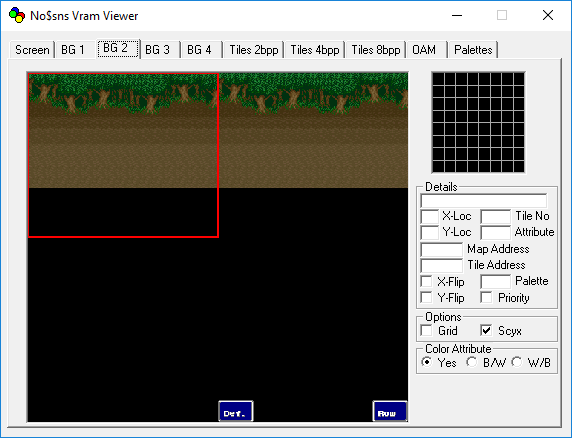 No$sns Vram Viewer
Screen BG 1 BG 2 BG 3 BG 4 Tiles 2bpp Tiles 4bpp Tiles 8bpp OAM Palettes
Details
X-Loc Tile No
Y-Loc Attribute
Map Address
Tile Address
X-Flip Palette
Y-Flip Priority
Options
Grid Scyx
Color Attribute
Yes B/W W/B
Def. Row